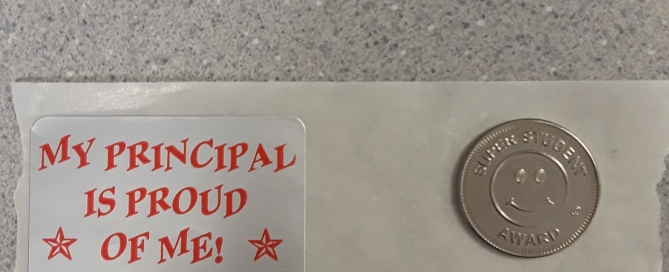 MY PRINCIPAL
IS PROUD
OF ME!
SUPER STUDENT
AWARD